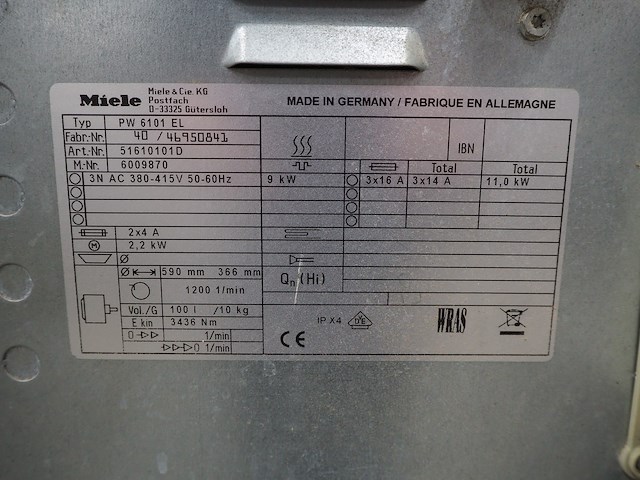 Miele
Miele & Cie. KG
Postfach
D-33325 Gütersloh
MADE IN GERMANY / FABRIQUE EN ALLEMAGNE
Typ PW 6101 EL
Fabr.-Nr. 40 / 46950841
Art.-Nr. 51610101D
M.-Nr. 6009870
IBN
Total Total
3N AC 380-415V 50-60Hz 9 kW 3x16 A 3x14 A 11,0 kW
2x4 A
M 2,2 kW
Ø
Ø 590 mm 366 mm
1200 1/min
Qn (Hi)
Vol./G 100 l /10 kg
E kin 3436 Nm
0 1/min
0 1/min
CE
IP X4
WRAS